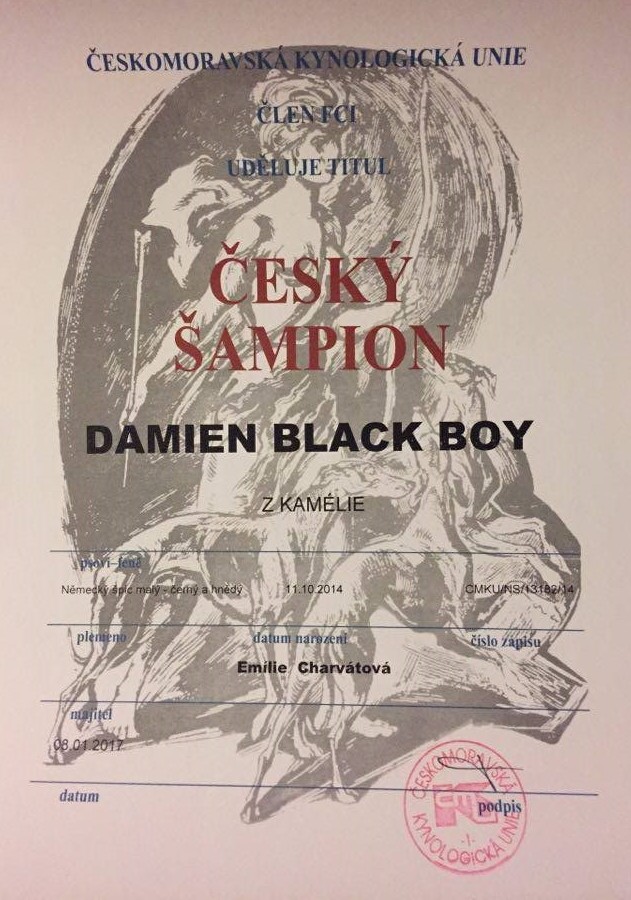 ČESKOMORAVSKÁ KYNOLOGICKÁ UNIE
ČLEN FCI
UDĚLUJE TITUL
ČESKÝ
ŠAMPION
DAMIEN BLACK BOY
Z KAMÉLIE
psovi–feně
Německý špic malý - černý a hnědý 11.10.2014 CMKU/NS/13182/14
plemeno datum narození číslo zápisu
Emílie Charvátová
majitel
08.01.2017
datum podpis
ČESKOMORAVSKÁ
KYNOLOGICKÁ UNIE
-1-